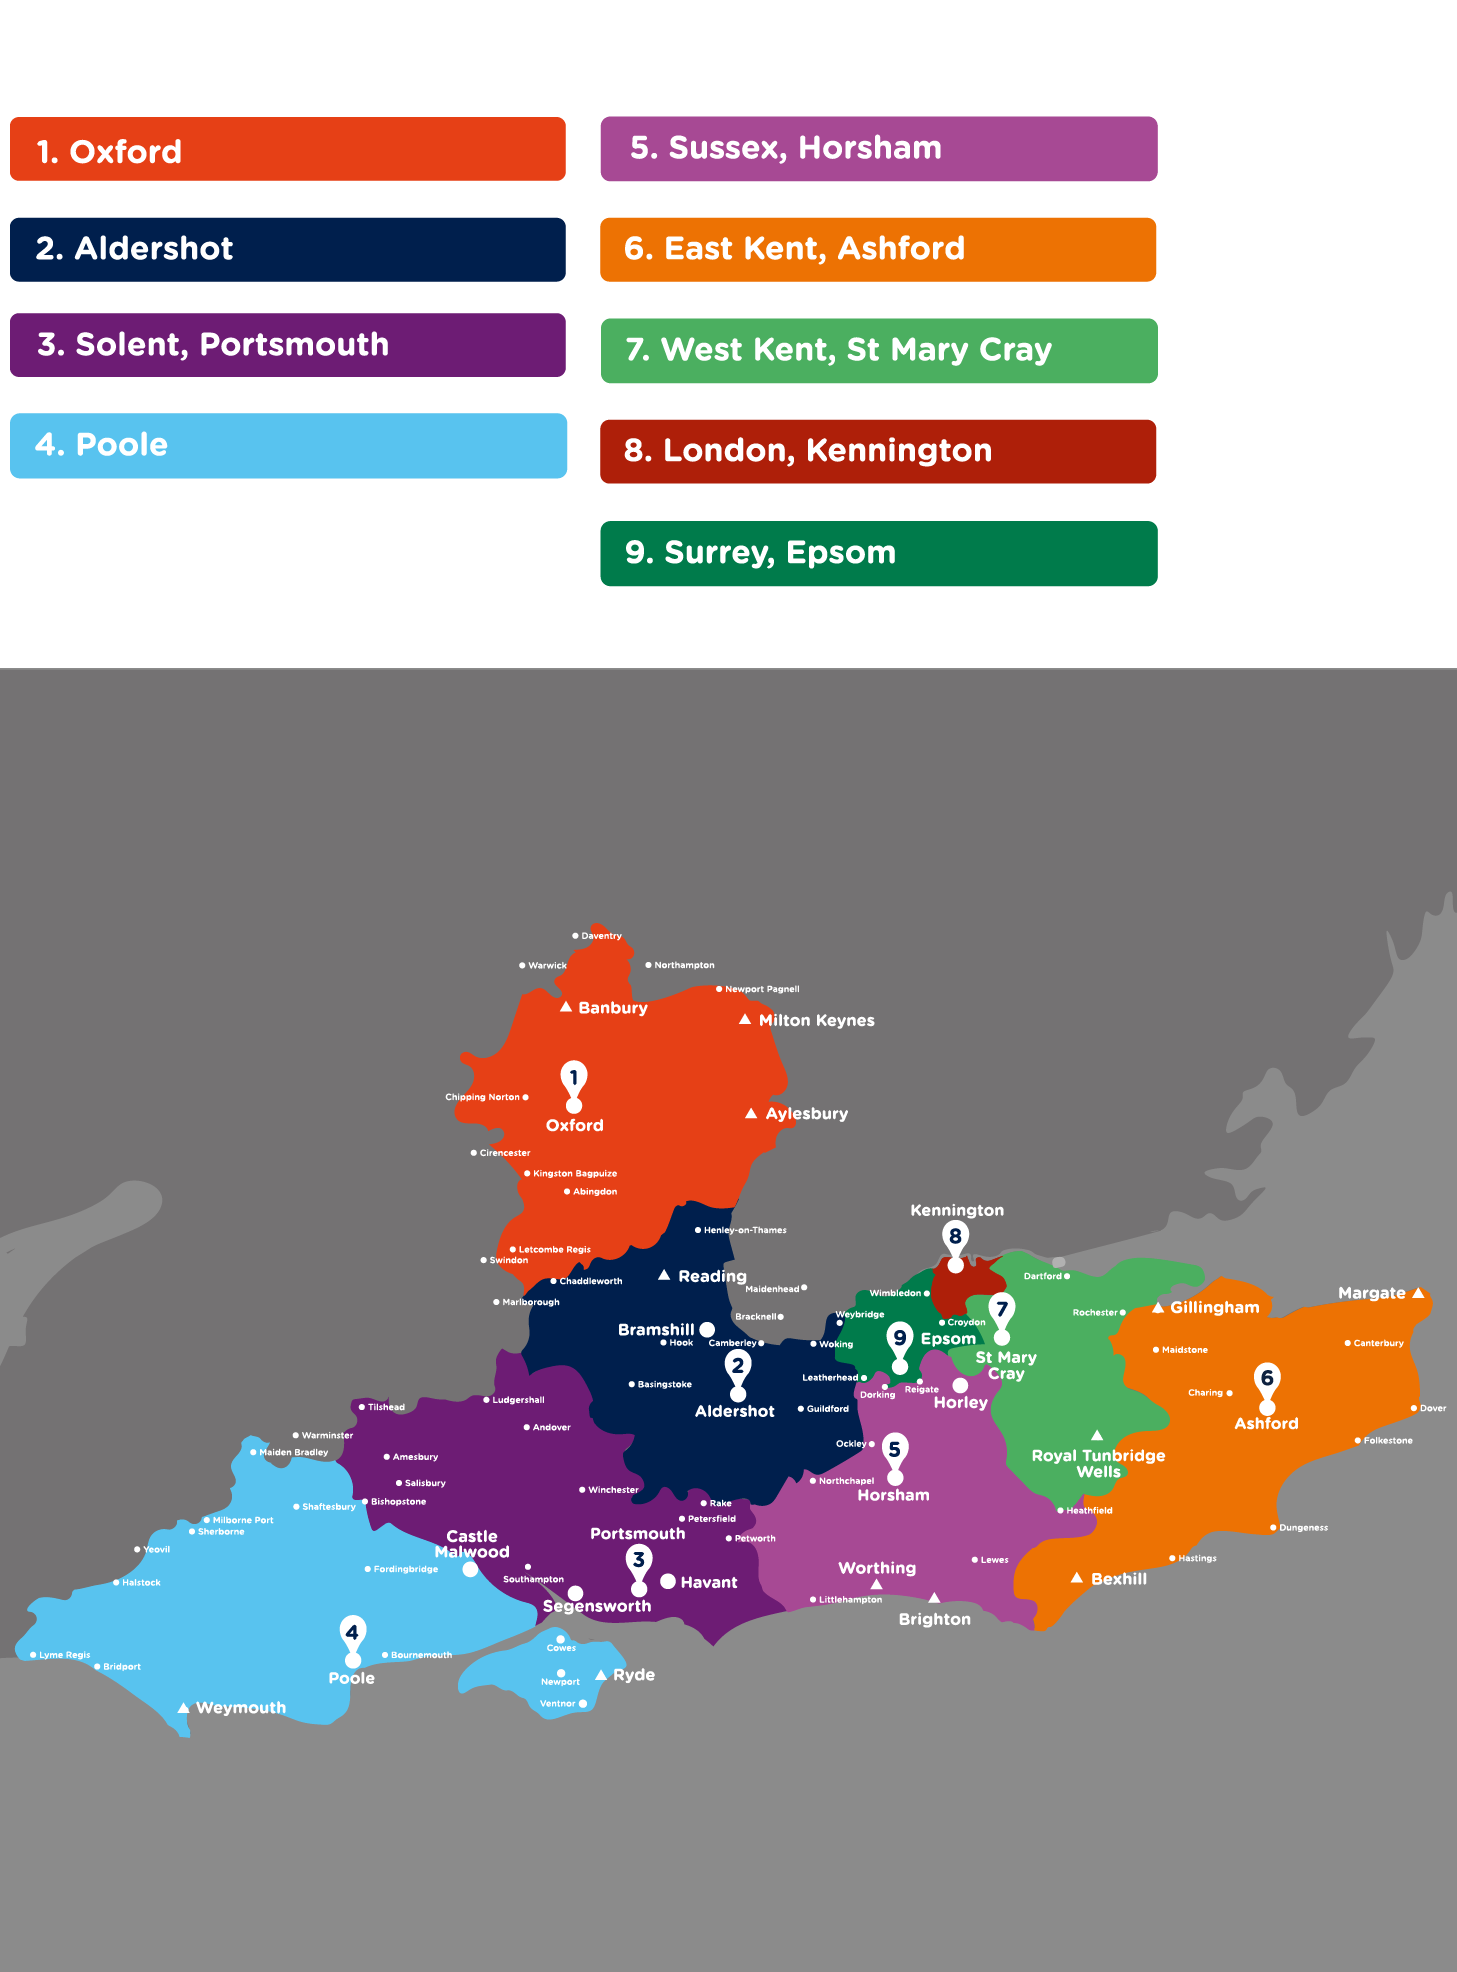 1. Oxford
2. Aldershot
3. Solent, Portsmouth
4. Poole
5. Sussex, Horsham
6. East Kent, Ashford
7. West Kent, St Mary Cray
8. London, Kennington
9. Surrey, Epsom
Daventry
Warwick
Northampton
Newport Pagnell
Banbury
Milton Keynes
1
Chipping Norton
Oxford
Aylesbury
Cirencester
Kingston Bagpuize
Abingdon
Kennington
8
Henley-on-Thames
Letcombe Regis
Swindon
Chaddleworth
Reading
Dartford
Maidenhead
Wimbledon
Margate
Marlborough
7
Gillingham
Bracknell
Weybridge
Rochester
Croydon
Bramshill
9
Epsom
Hook
Camberley
Woking
Canterbury
Maidstone
St Mary
Cray
2
Leatherhead
6
Basingstoke
Dorking
Reigate
Charing
Ludgershall
Horley
Tilshead
Aldershot
Guildford
Dover
Andover
Ashford
Warminster
Ockley
5
Folkestone
Maiden Bradley
Amesbury
Royal Tunbridge
Wells
Salisbury
Northchapel
Winchester
Horsham
Bishopstone
Rake
Shaftesbury
Heathfield
Milborne Port
Petersfield
Dungeness
Sherborne
Castle
Malwood
Portsmouth
Petworth
Yeovil
3
Lewes
Hastings
Fordingbridge
Worthing
Halstock
Southampton
Havant
Bexhill
Segensworth
Littlehampton
Brighton
4
Cowes
Lyme Regis
Bournemouth
Bridport
Poole
Ryde
Newport
Ventnor
Weymouth